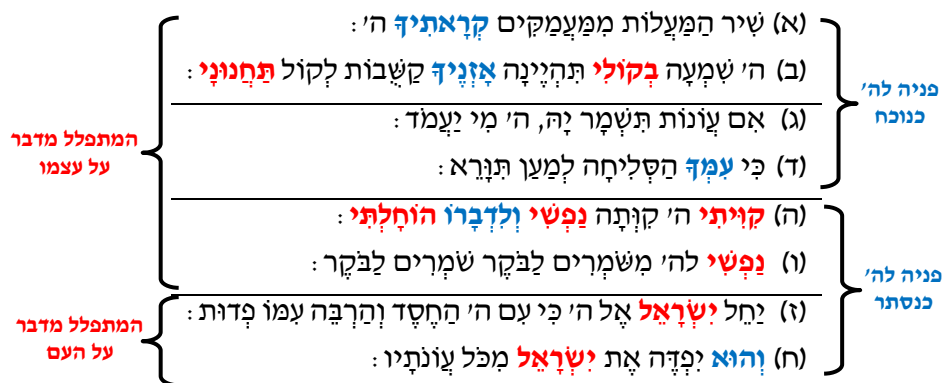 (א) שִׁיר הַמַּעֲלוֹת מִמַּעֲמַקִּים קְרָאתִיךָ ה':
(ב) ה' שִׁמְעָה בְקוֹלִי תִּהְיֶינָה אָזְנֶיךָ קַשֻּׁבוֹת לְקוֹל תַּחֲנוּנָי:
(ג) אִם עֲוֹנוֹת תִּשְׁמָר יָהּ, ה' מִי יַעֲמֹד:
(ד) כִּי עִמְּךָ הַסְּלִיחָה לְמַעַן תִּוָּרֵא:
(ה) קִוִּיתִי ה' קִוְּתָה נַפְשִׁי וְלִדְבָרוֹ הוֹחָלְתִּי:
(ו) נַפְשִׁי לה' מִשֹּׁמְרִים לַבֹּקֶר שֹׁמְרִים לַבֹּקֶר:
(ז) יַחֵל יִשְׂרָאֵל אֶל ה' כִּי עִם ה' הַחֶסֶד וְהַרְבֵּה עִמּוֹ פְדוּת:
(ח) וְהוּא יִפְדֶּה אֶת יִשְׂרָאֵל מִכֹּל עֲוֹנֹתָיו:
פניה לה'
כנוכח
פניה לה'
כנסתר
המתפלל מדבר
על עצמו
המתפלל מדבר
על העם